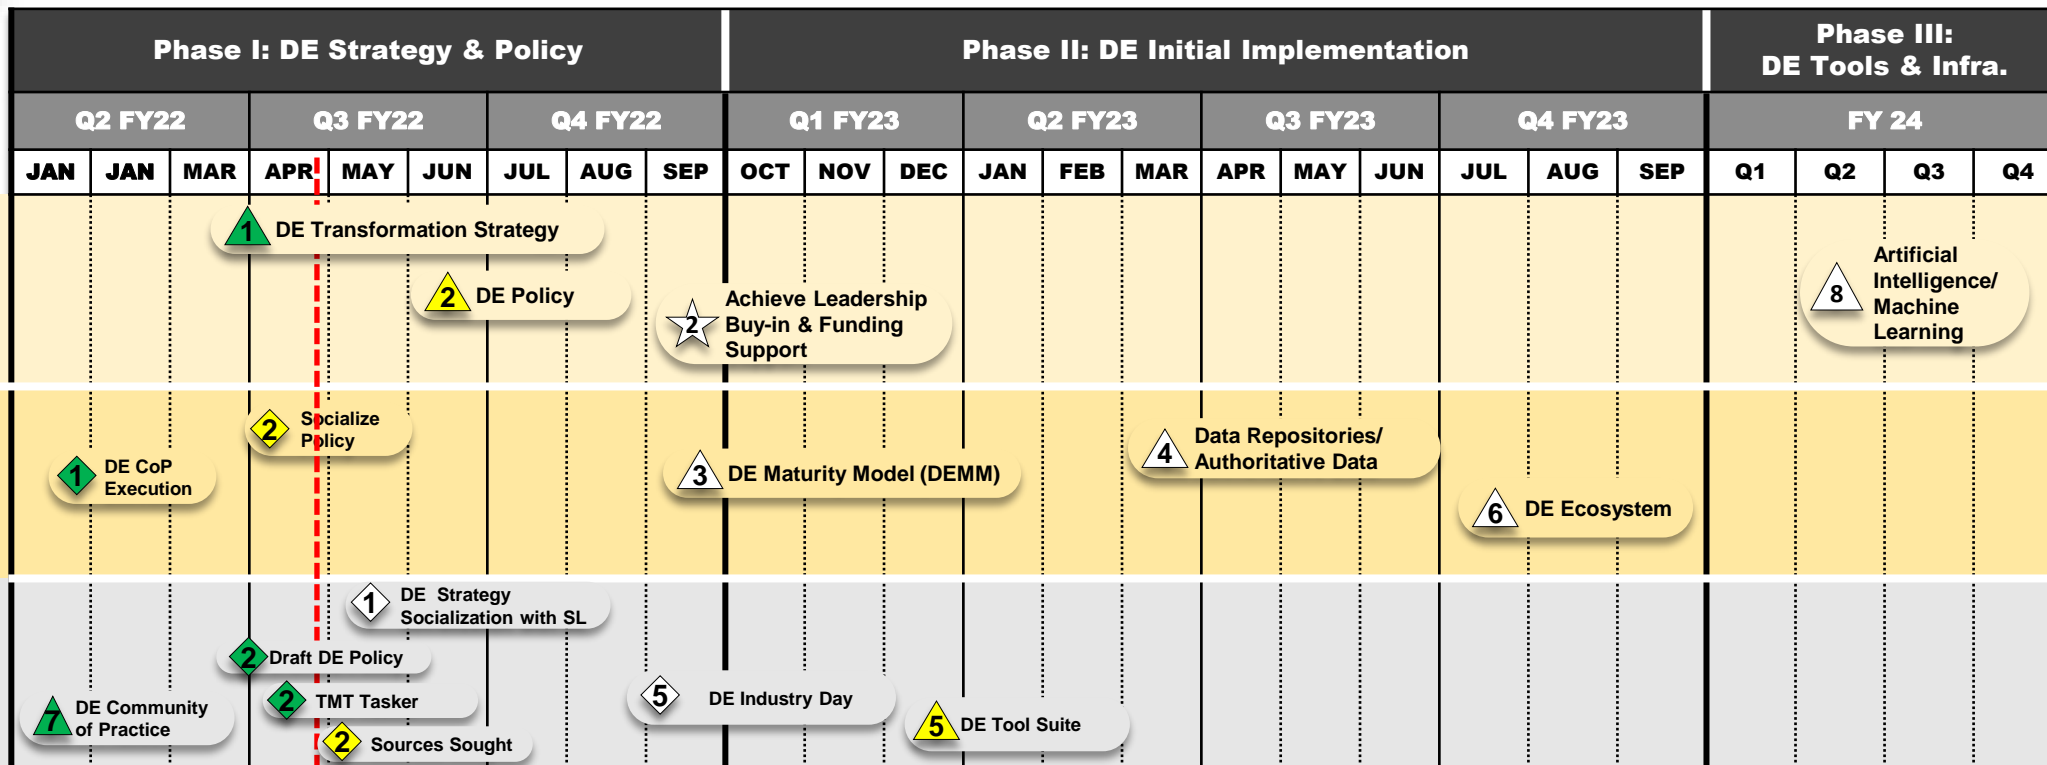 Phase I: DE Strategy & Policy
Phase II: DE Initial Implementation
Phase III:
DE Tools & Infra.
Q2 FY22
Q3 FY22
Q4 FY22
Q1 FY23
Q2 FY23
Q3 FY23
Q4 FY23
FY 24
JAN
JAN
MAR
APR
MAY
JUN
JUL
AUG
SEP
OCT
NOV
DEC
JAN
FEB
MAR
APR
MAY
JUN
JUL
AUG
SEP
Q1
Q2
Q3
Q4
1
DE Transformation Strategy
2
DE Policy
2
Achieve Leadership
Buy-in & Funding
Support
8
Artificial
Intelligence/
Machine
Learning
2
Socialize
Policy
1
DE CoP
Execution
3
DE Maturity Model (DEMM)
4
Data Repositories/
Authoritative Data
6
DE Ecosystem
1
DE Strategy
Socialization with SL
2
Draft DE Policy
7
DE Community
of Practice
2
TMT Tasker
2
Sources Sought
5
DE Industry Day
5
DE Tool Suite